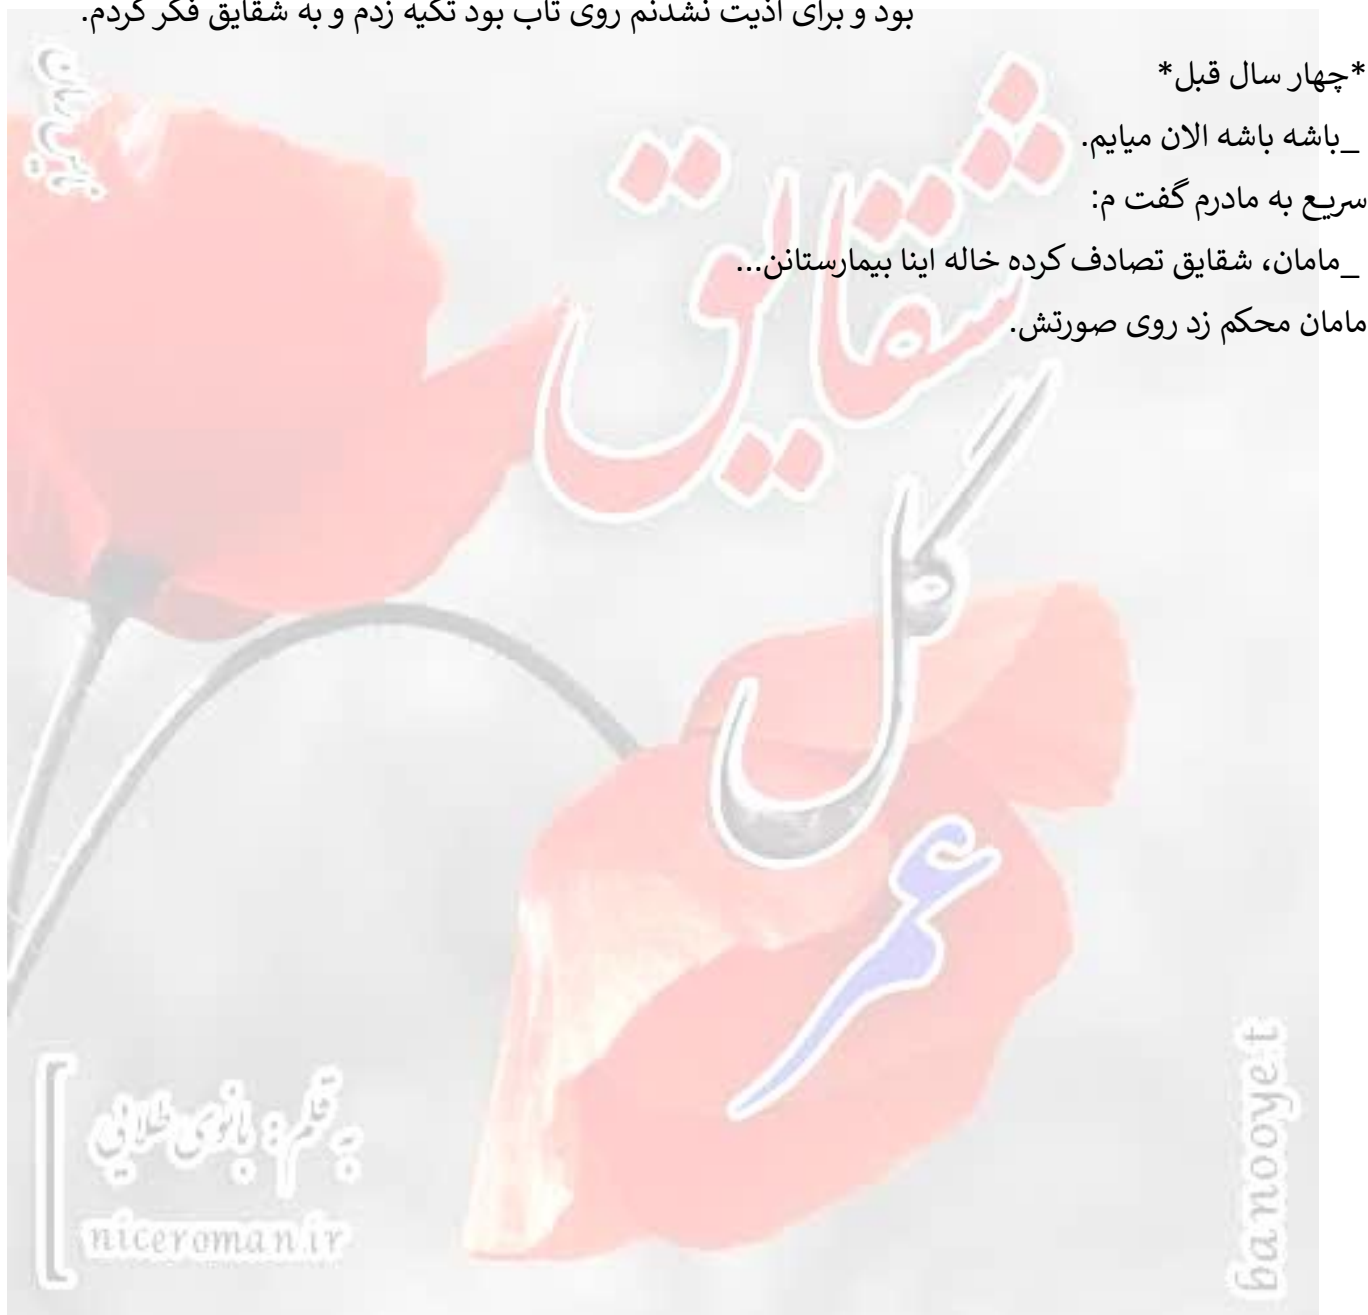 بود و برای اذیت نشدنم روی تاب بود تکیه زدم و به شقایق فکر کردم.
*چهار سال قبل*
_باشه باشه الان میایم.
سریع به مادرم گفت م:
_مامان، شقایق تصادف کرده خاله اینا بیمارستانن...
مامان محکم زد روی صورتش.
شقایق
گل
عمر
به قلم: بانوی طلایی
niceroman.ir
banooye.t